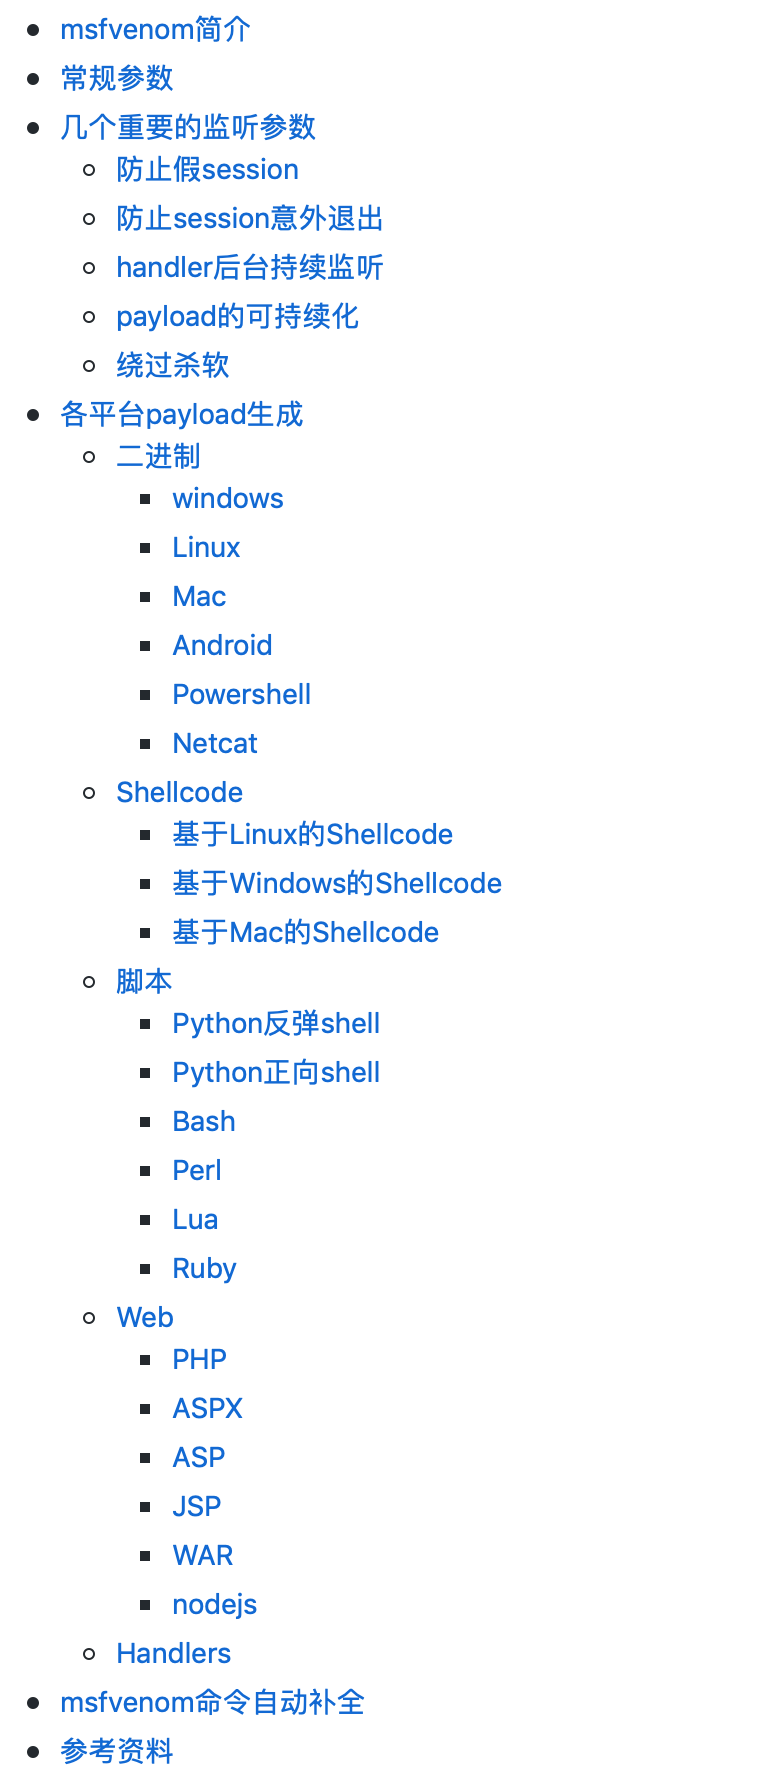 msfvenom简介
常规参数
几个重要的监听参数
防止假session
防止session意外退出
handler后台持续监听
payload的可持续化
绕过杀软
各平台payload生成
二进制
windows
Linux
Mac
Android
Powershell
Netcat
Shellcode
基于Linux的Shellcode
基于Windows的Shellcode
基于Mac的Shellcode
脚本
Python反弹shell
Python正向shell
Bash
Perl
Lua
Ruby
Web
PHP
ASPX
ASP
JSP
WAR
nodejs
Handlers
msfvenom命令自动补全
参考资料